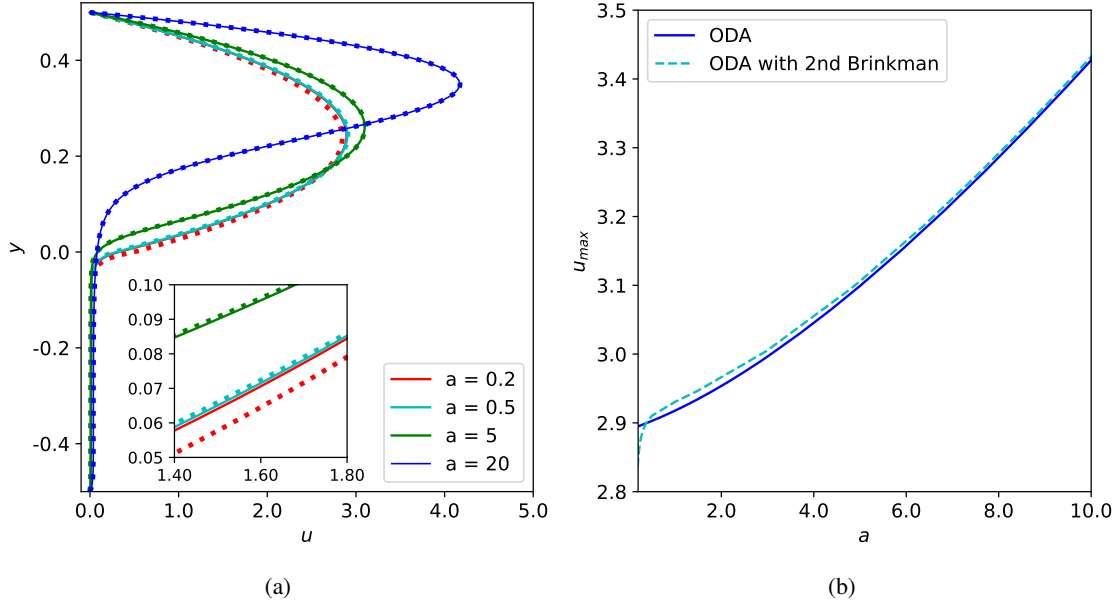 0.4
0.2
0.0
-0.2
-0.4
y
0.0 1.0 2.0 3.0 4.0 5.0
u
0.10
0.09
0.08
0.07
0.06
0.05
1.40 1.60 1.80
a = 0.2
a = 0.5
a = 5
a = 20
(a)
3.5
3.4
3.3
3.2
3.1
3.0
2.9
2.8
u_max
2.0 4.0 6.0 8.0 10.0
a
ODA
ODA with 2nd Brinkman
(b)